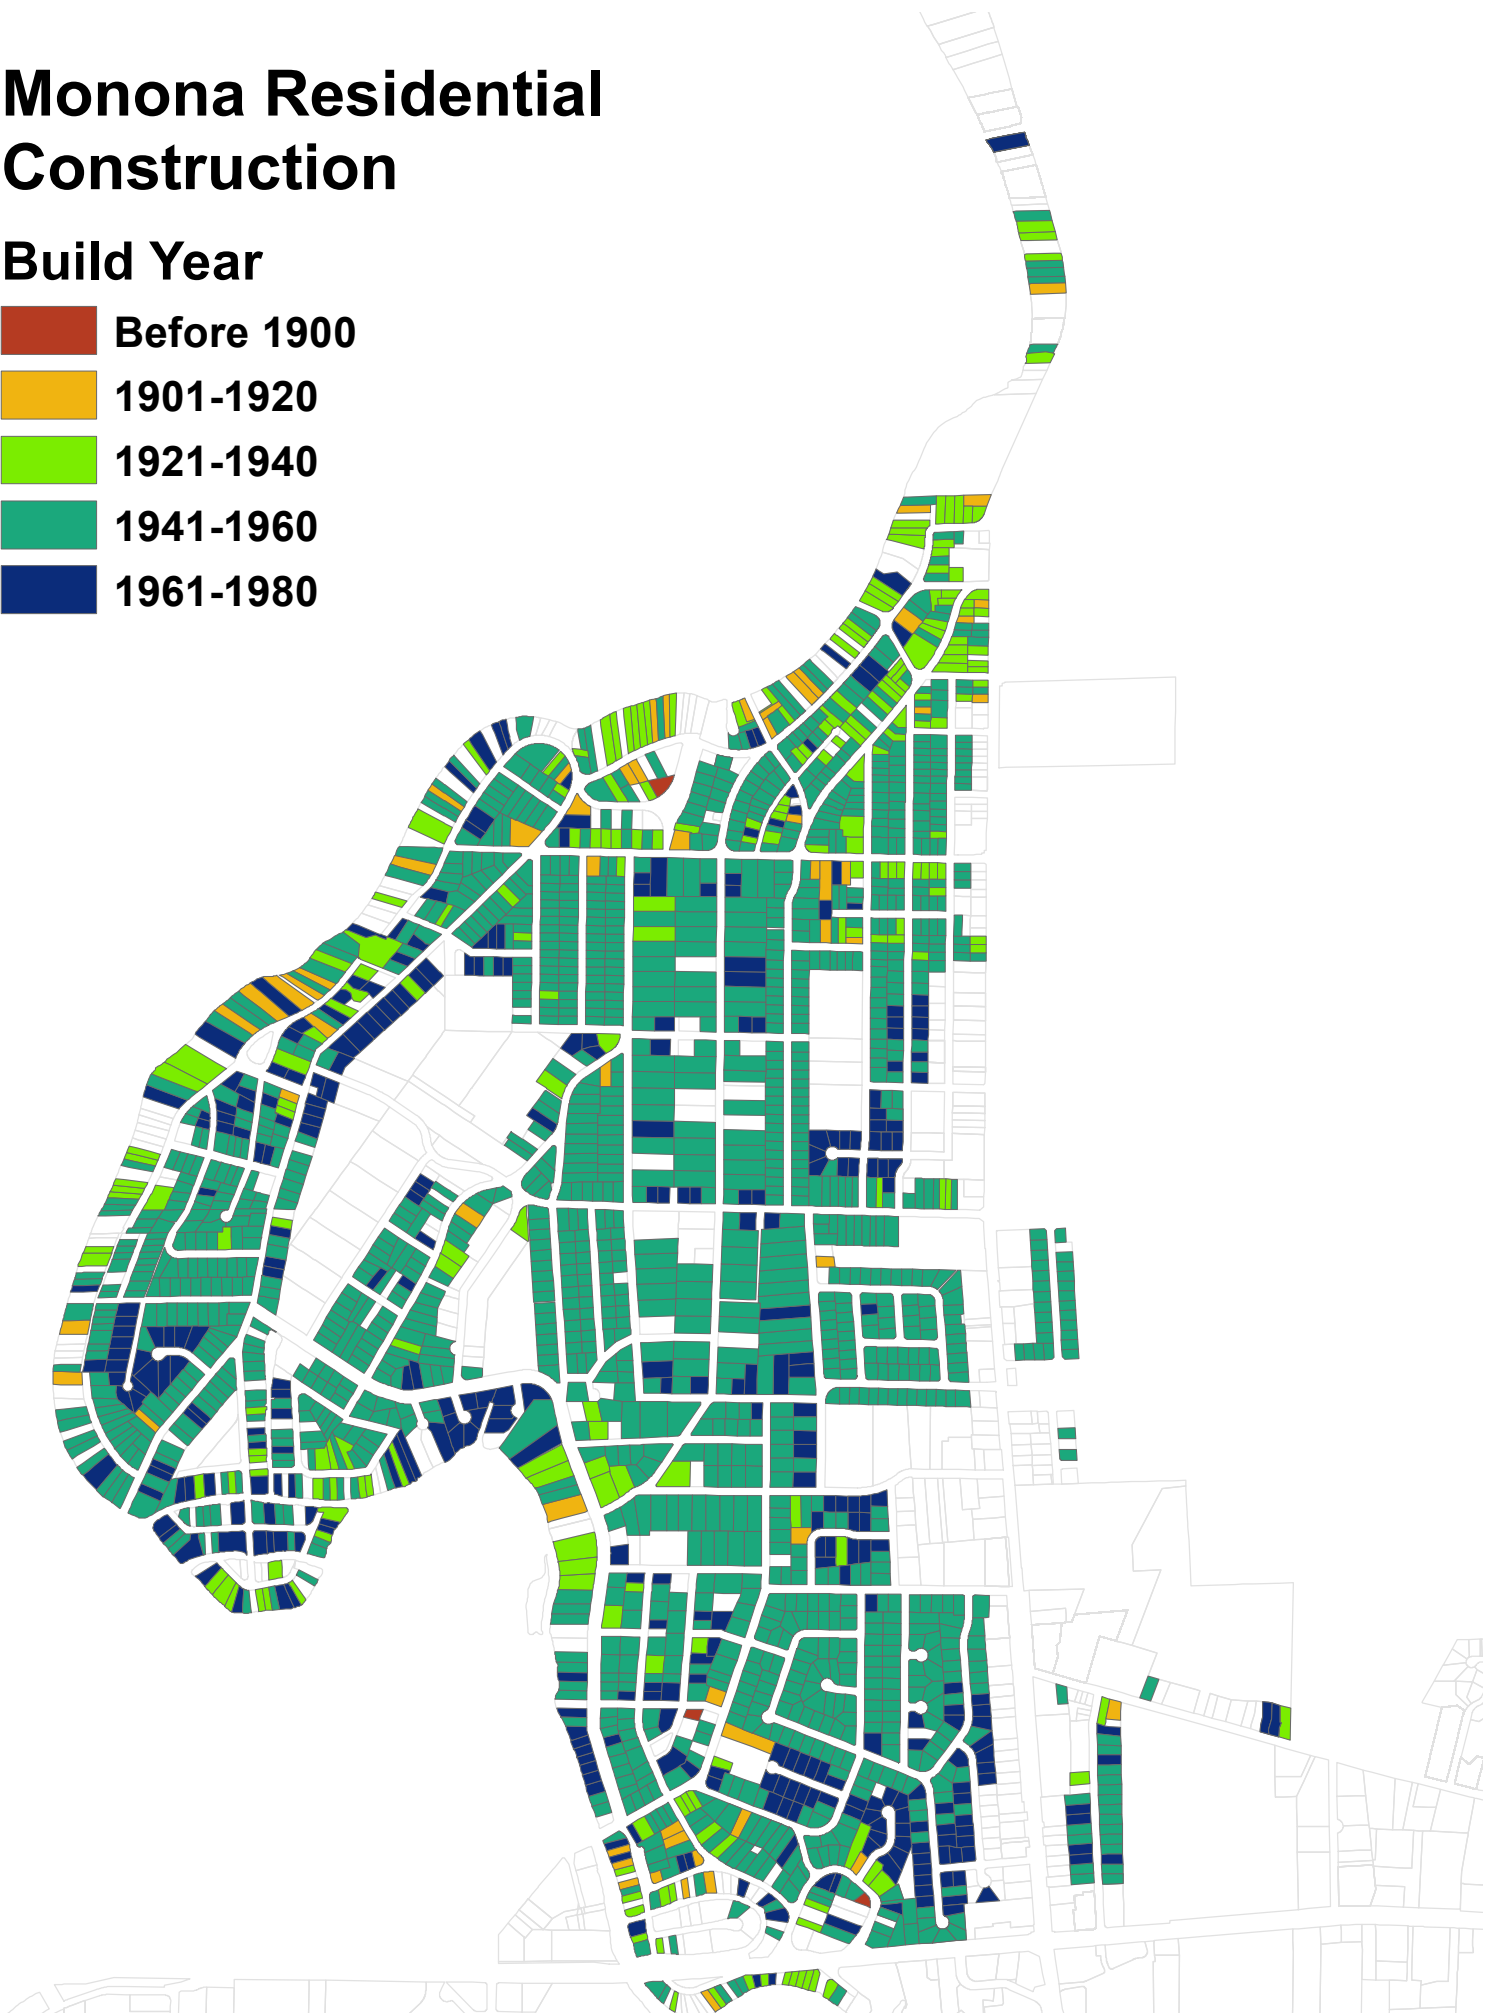 Monona Residential
Construction
Build Year
Before 1900
1901-1920
1921-1940
1941-1960
1961-1980